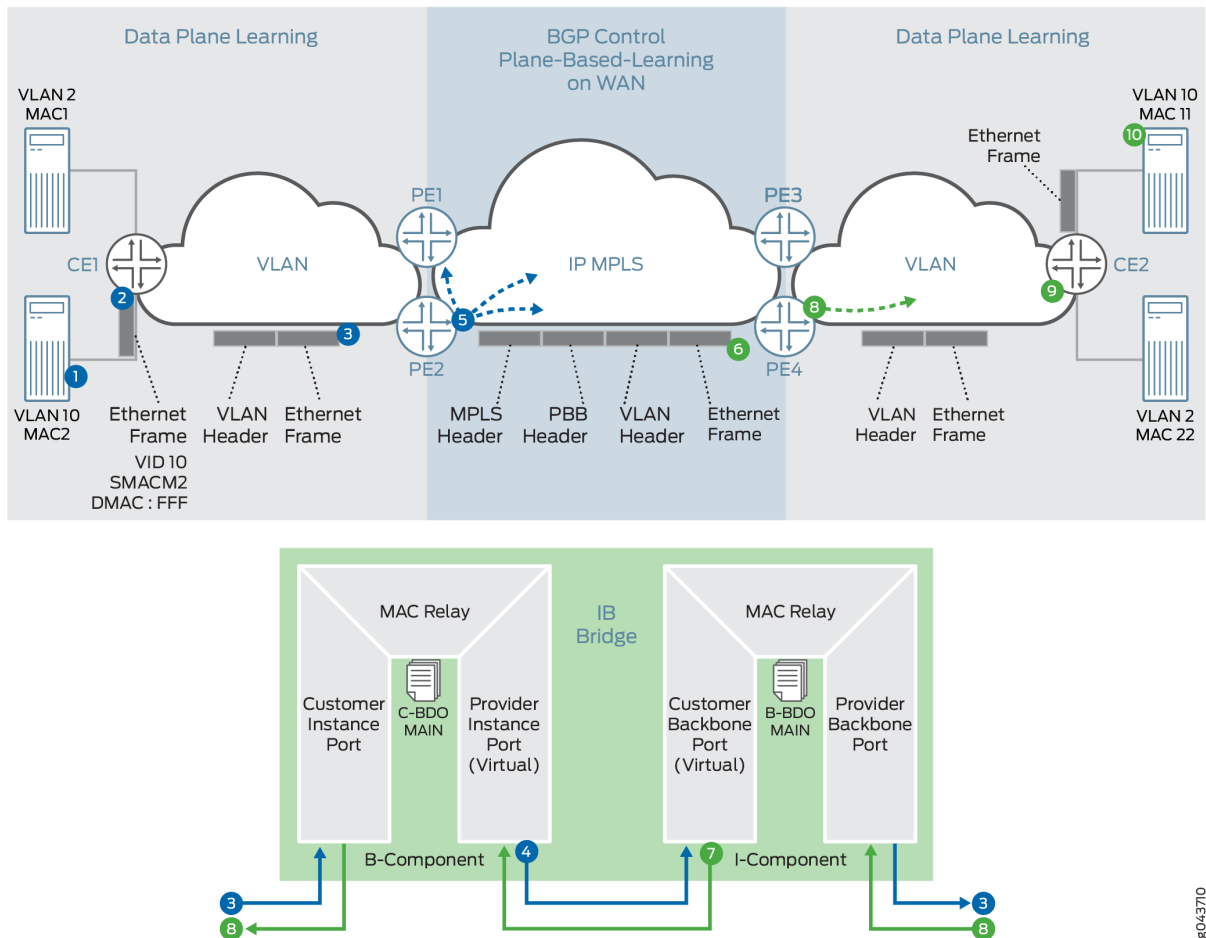 Data Plane Learning
BGP Control
Plane-Based-Learning
on WAN
Data Plane Learning
VLAN 2
MAC1
VLAN 10
MAC 11
10
Ethernet
Frame
PE1
PE3
CE1
VLAN
IP MPLS
VLAN
CE2
2
9
8
5
3
6
1
PE2
PE4
VLAN 10
MAC2
Ethernet
Frame
VID 10
SMACM2
DMAC : FFF
VLAN
Header
Ethernet
Frame
MPLS
Header
PBB
Header
VLAN
Header
Ethernet
Frame
VLAN
Header
Ethernet
Frame
VLAN 2
MAC 22
MAC Relay
IB
Bridge
MAC Relay
Customer
Instance
Port
C-BDO
MAIN
Provider
Instance
Port
(Virtual)
Customer
Backbone
Port
(Virtual)
B-BDO
MAIN
Provider
Backbone
Port
B-Component
4
7
I-Component
3
3
8
8
g043710